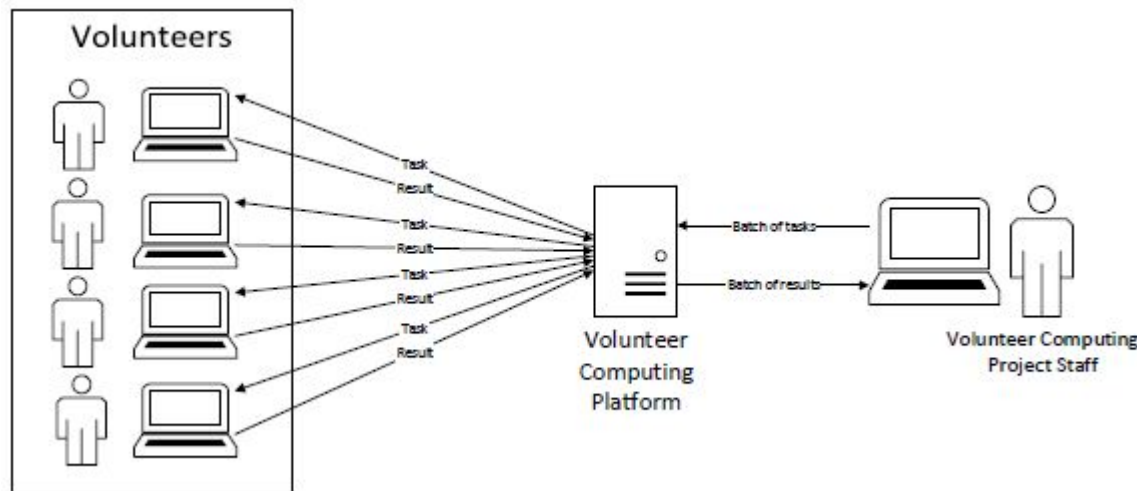 Volunteers
Task
Result
Task
Result
Task
Result
Task
Result
Batch of tasks
Batch of results
Volunteer
Computing
Platform
Volunteer Computing
Project Staff